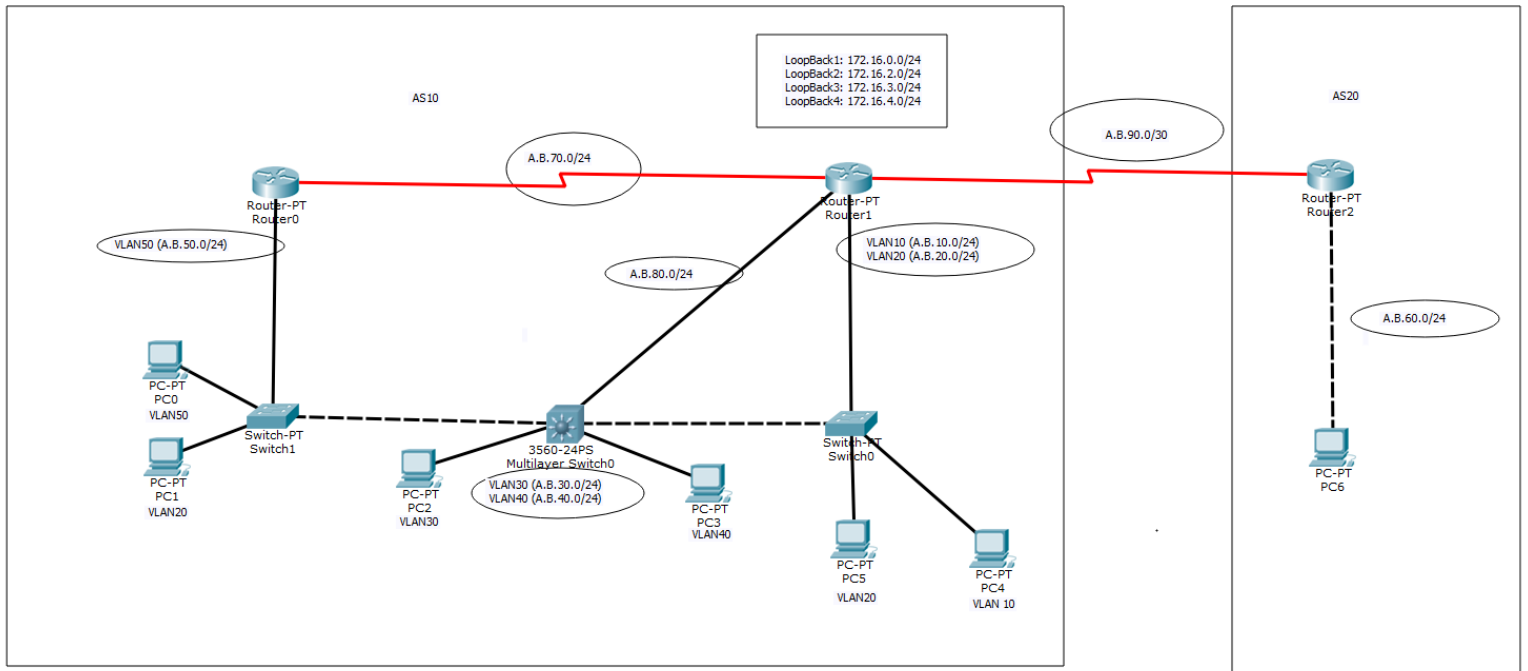 LoopBack1: 172.16.0.0/24
LoopBack2: 172.16.2.0/24
LoopBack3: 172.16.3.0/24
LoopBack4: 172.16.4.0/24
AS10
AS20
A.B.90.0/30
A.B.70.0/24
Router-PT
Router0
Router-PT
Router1
Router-PT
Router2
VLAN50 (A.B.50.0/24)
VLAN10 (A.B.10.0/24)
VLAN20 (A.B.20.0/24)
A.B.80.0/24
A.B.60.0/24
PC-PT
PC0
VLAN50
Switch-PT
Switch1
3560-24PS
Multilayer Switch0
Switch-PT
Switch0
PC-PT
PC1
VLAN20
VLAN30 (A.B.30.0/24)
VLAN40 (A.B.40.0/24)
PC-PT
PC2
VLAN30
PC-PT
PC3
VLAN40
PC-PT
PC6
PC-PT
PC5
VLAN20
PC-PT
PC4
VLAN 10